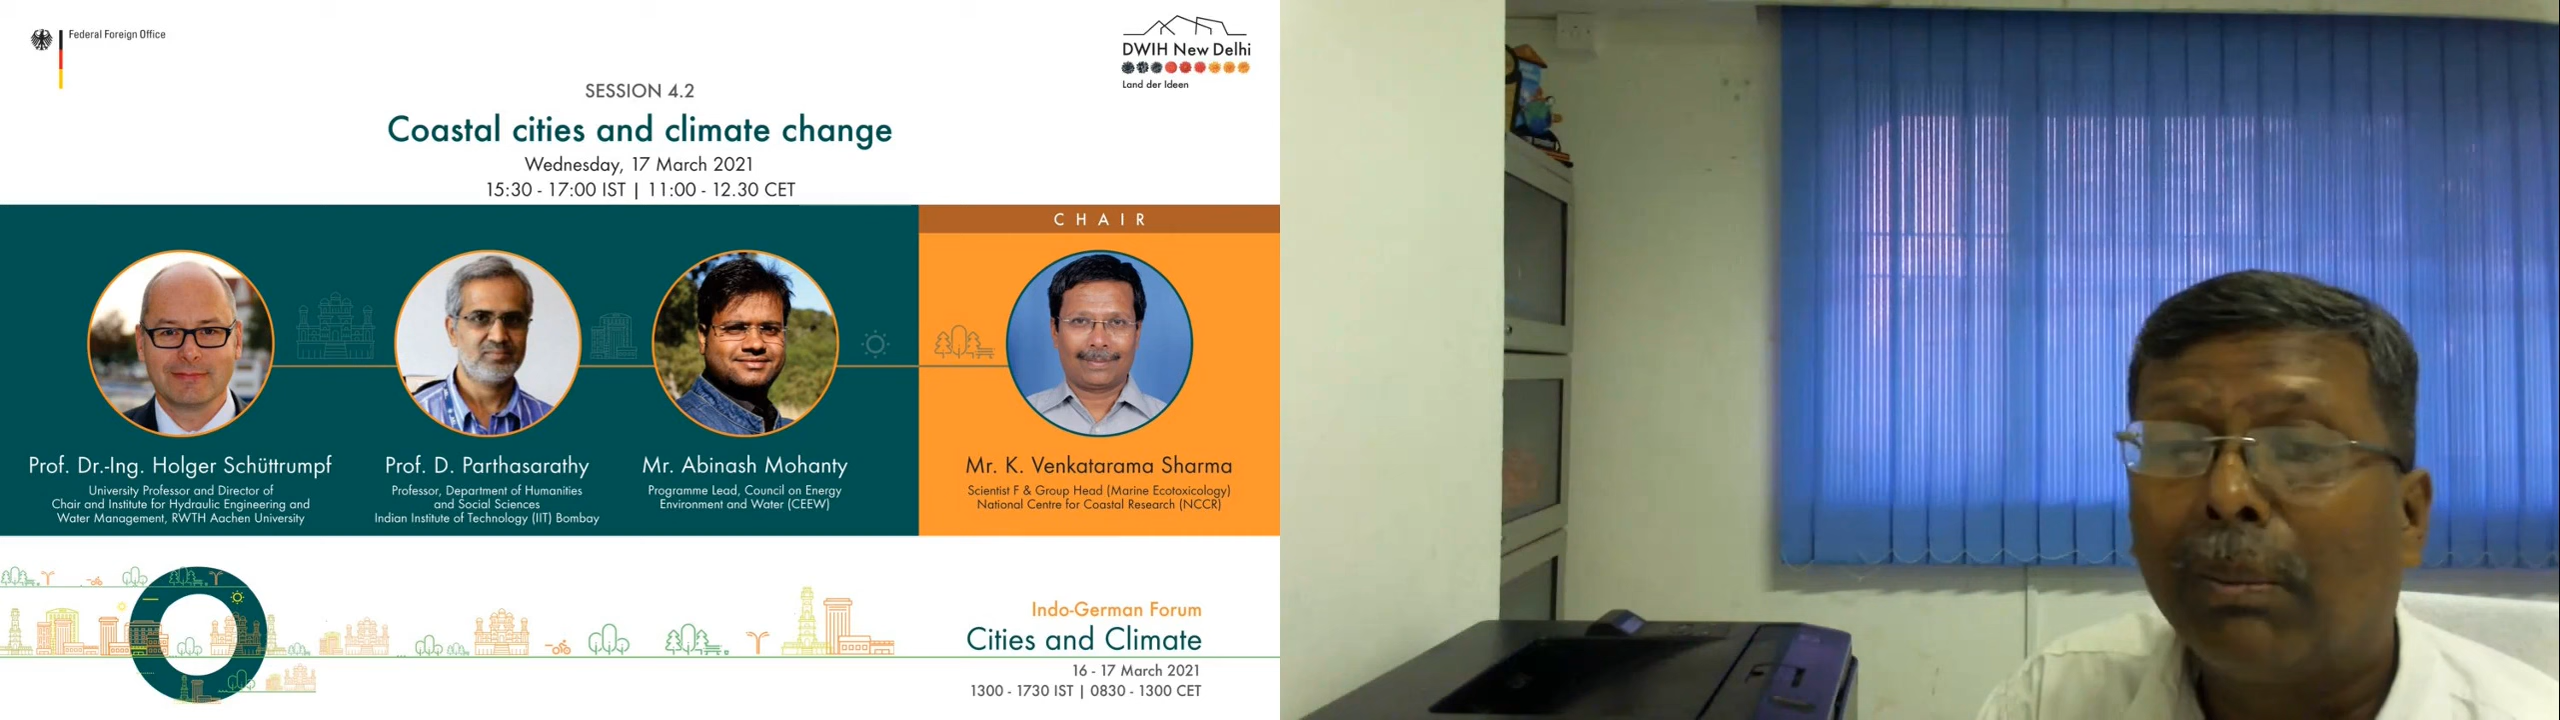 Federal Foreign Office
DWIH New Delhi
Land der Ideen
SESSION 4.2
Coastal cities and climate change
Wednesday, 17 March 2021
15:30 - 17:00 IST | 11:00 - 12.30 CET
CHAIR
Prof. Dr.-Ing. Holger Schüttrumpf
University Professor and Director of
Chair and Institute for Hydraulic Engineering and
Water Management, RWTH Aachen University
Prof. D. Parthasarathy
Professor, Department of Humanities
and Social Sciences
Indian Institute of Technology (IIT) Bombay
Mr. Abinash Mohanty
Programme Lead, Council on Energy
Environment and Water (CEEW)
Mr. K. Venkatarama Sharma
Scientist F & Group Head (Marine Ecotoxicology)
National Centre for Coastal Research (NCCR)
Indo-German Forum
Cities and Climate
16 - 17 March 2021
1300 - 1730 IST | 0830 - 1300 CET